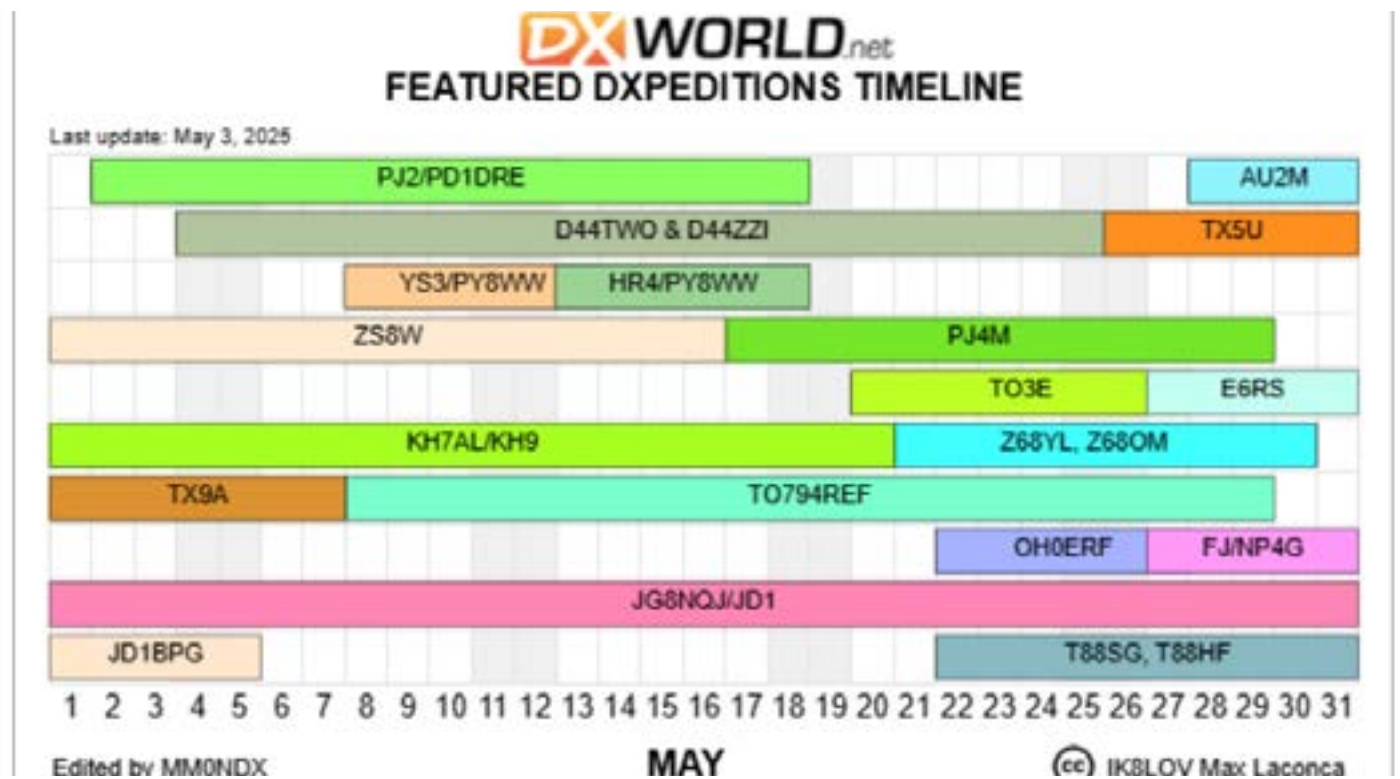 DX WORLD.net
FEATURED DXPEDITIONS TIMELINE
Last update: May 3, 2025
PJ2/PD1DRE AU2M
D44TWO & D44ZZI TX5U
YS3/PY8WW HR4/PY8WW
ZS8W PJ4M
TO3E E6RS
KH7AL/KH9 Z68YL, Z68OM
TX9A TO794REF
OH0ERF FJ/NP4G
JG8NQJ/JD1
JD1BPG T88SG, T88HF
1 2 3 4 5 6 7 8 9 10 11 12 13 14 15 16 17 18 19 20 21 22 23 24 25 26 27 28 29 30 31
Edited by MM0NDX MAY cc IK8LOV Max Laconca